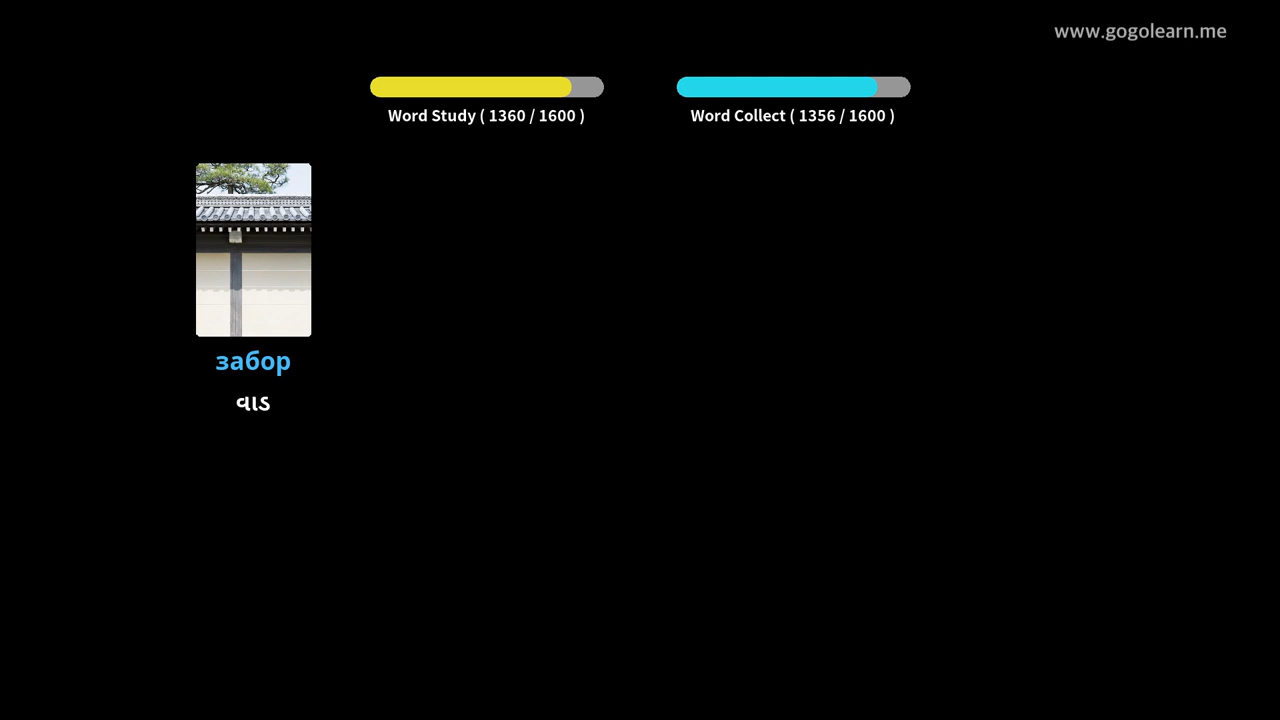 www.gogolearn.me
Word Study ( 1360 / 1600 )
Word Collect ( 1356 / 1600 )
забор
વાડ